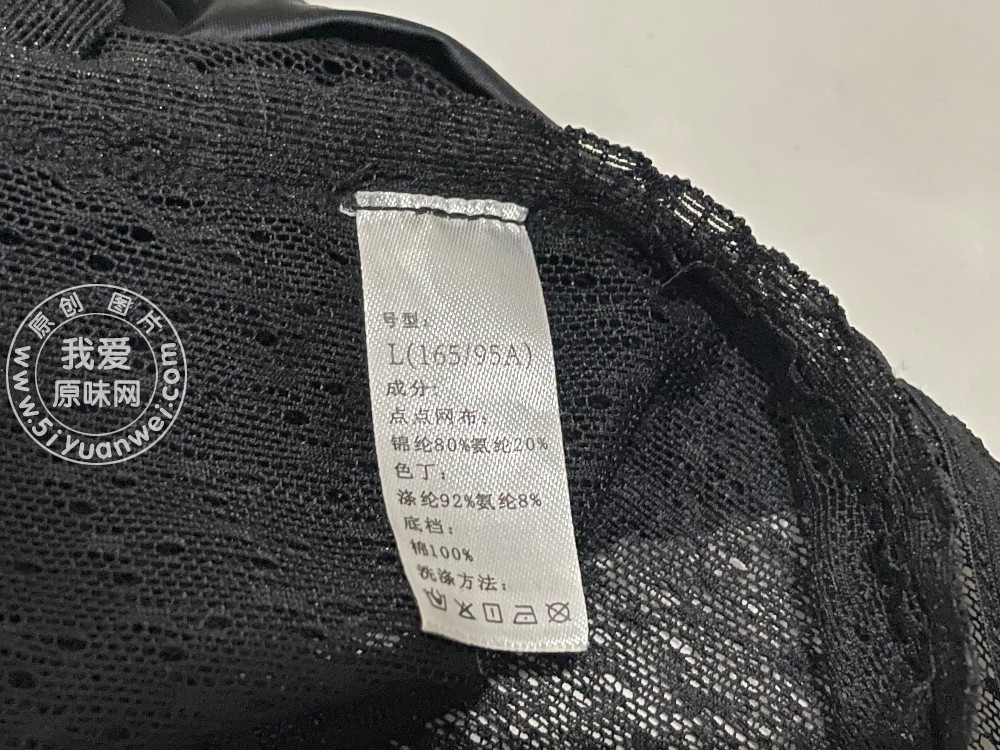 原创图片
我爱
原味网
www.5iyuanwei.com
号型:
L(165/95A)
成分:
点点网布:
锦纶80%氨纶20%
色丁:
涤纶92%氨纶8%
底档:
棉100%
洗涤方法: